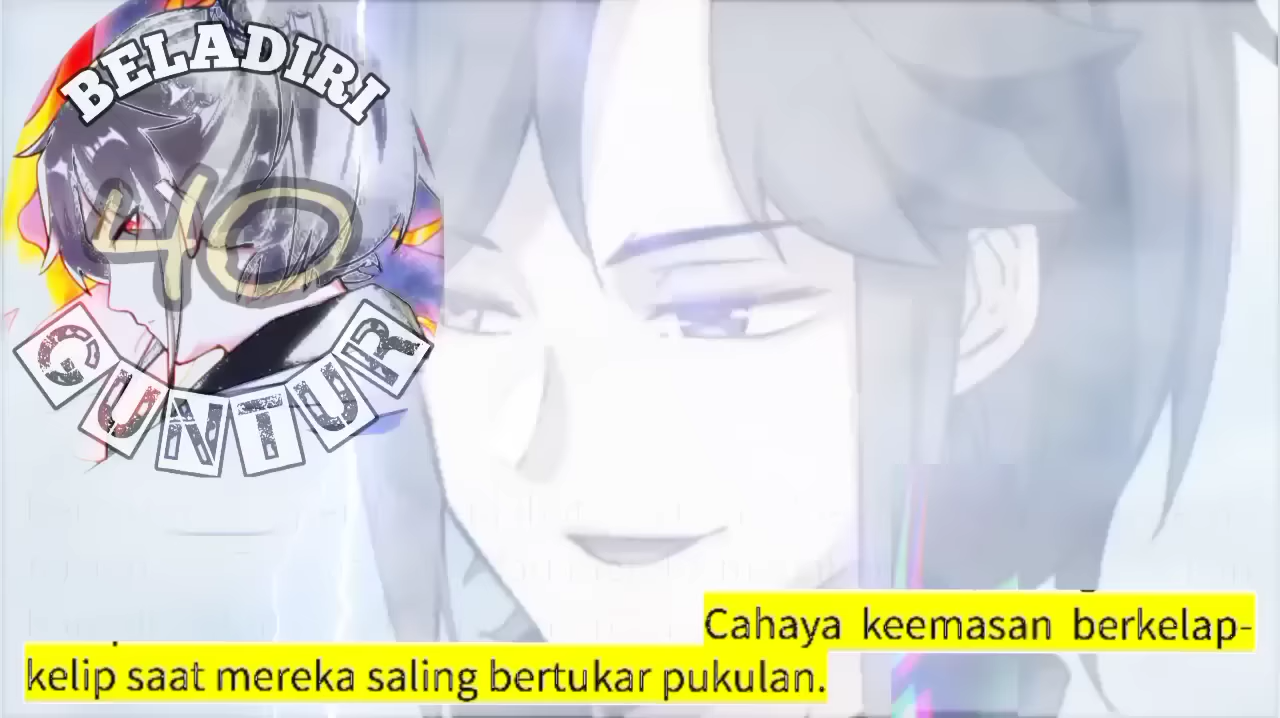 BELADIRI
40
GUNTUR
Cahaya keemasan berkelap-
kelip saat mereka saling bertukar pukulan.